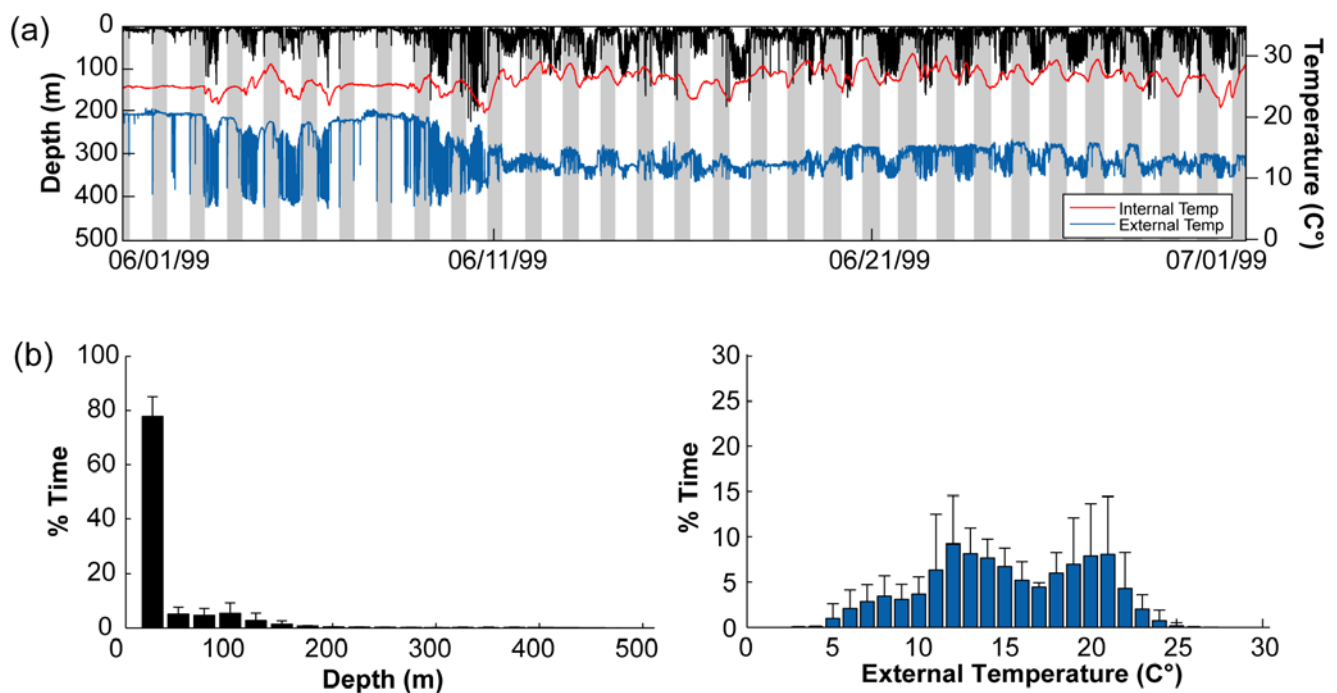 (a)
Depth (m)
0
100
200
300
400
500
Temperature (C°)
30
20
10
0
Internal Temp
External Temp
06/01/99 06/11/99 06/21/99 07/01/99
(b)
% Time
100
80
60
40
20
0
0 100 200 300 400 500
Depth (m)
% Time
30
25
20
15
10
5
0
0 5 10 15 20 25 30
External Temperature (C°)